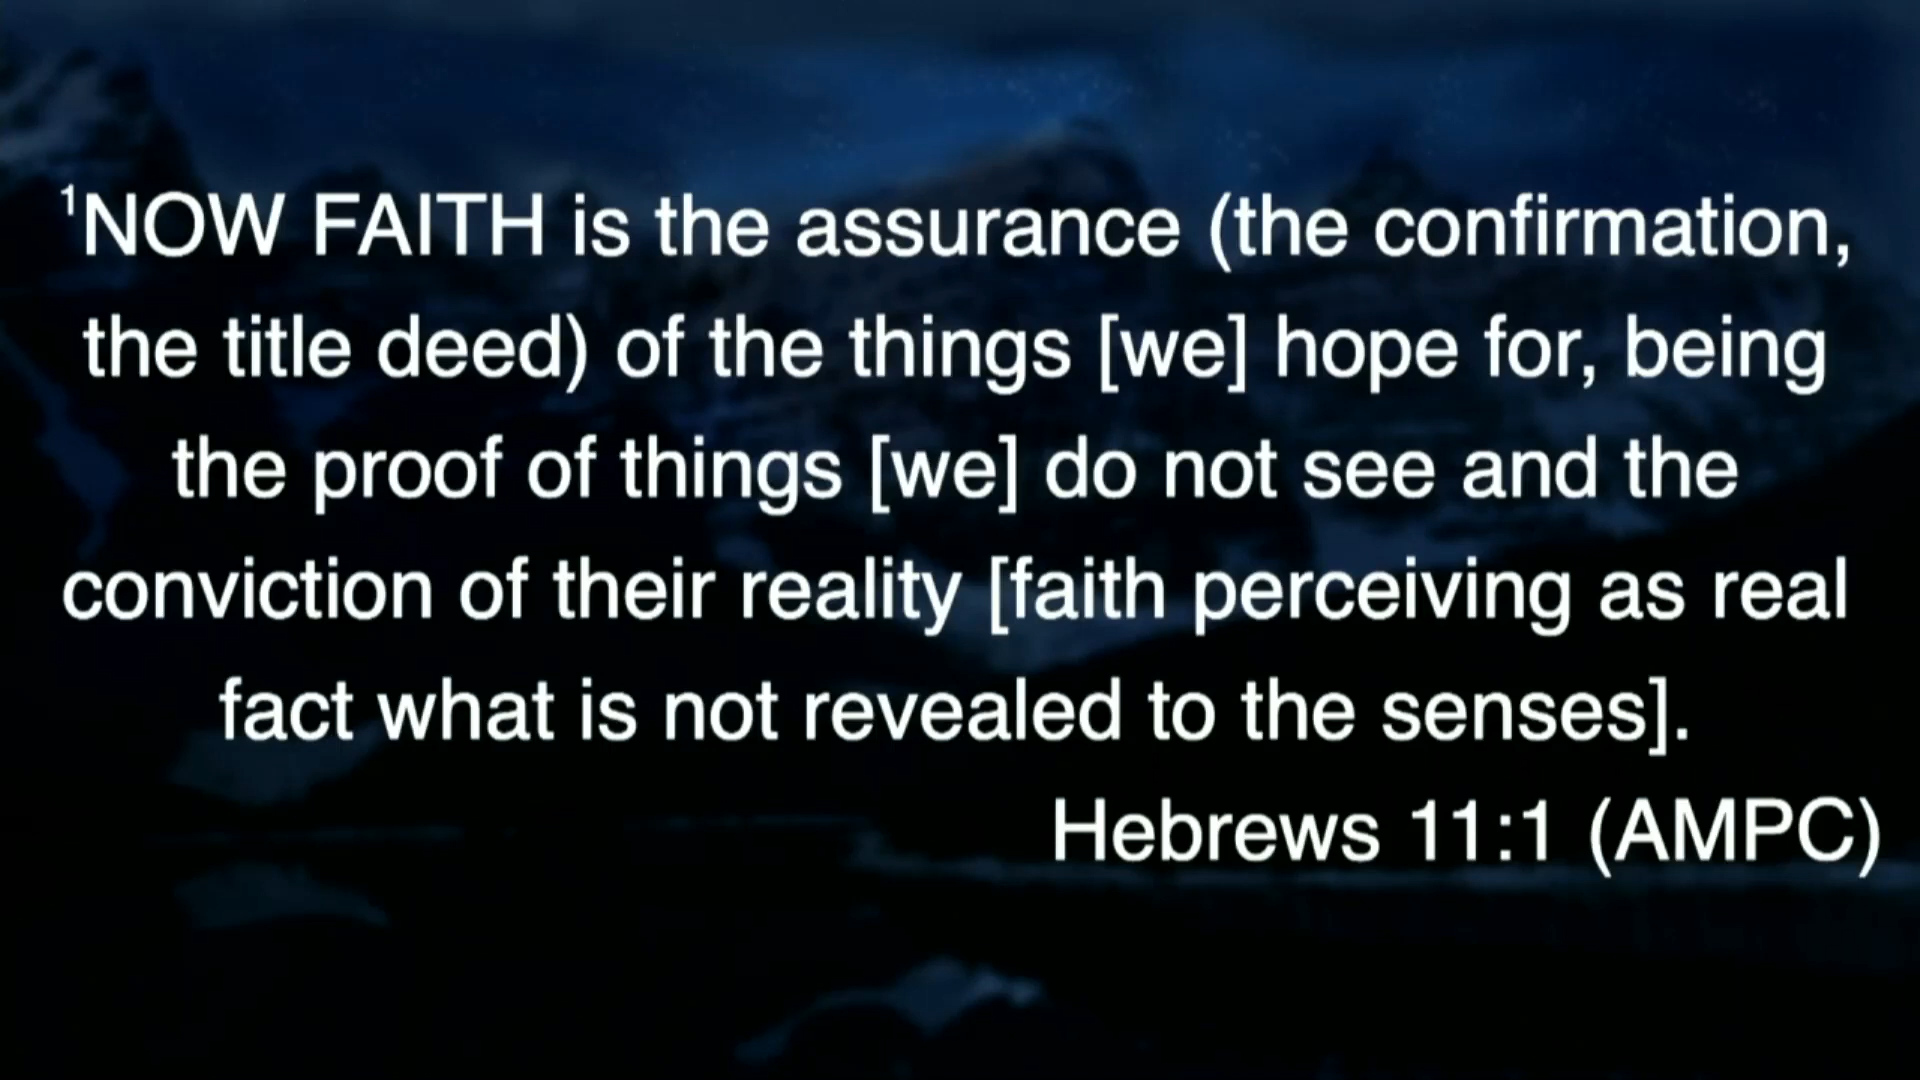 ¹NOW FAITH is the assurance (the confirmation,
the title deed) of the things [we] hope for, being
the proof of things [we] do not see and the
conviction of their reality [faith perceiving as real
fact what is not revealed to the senses].
Hebrews 11:1 (AMPC)